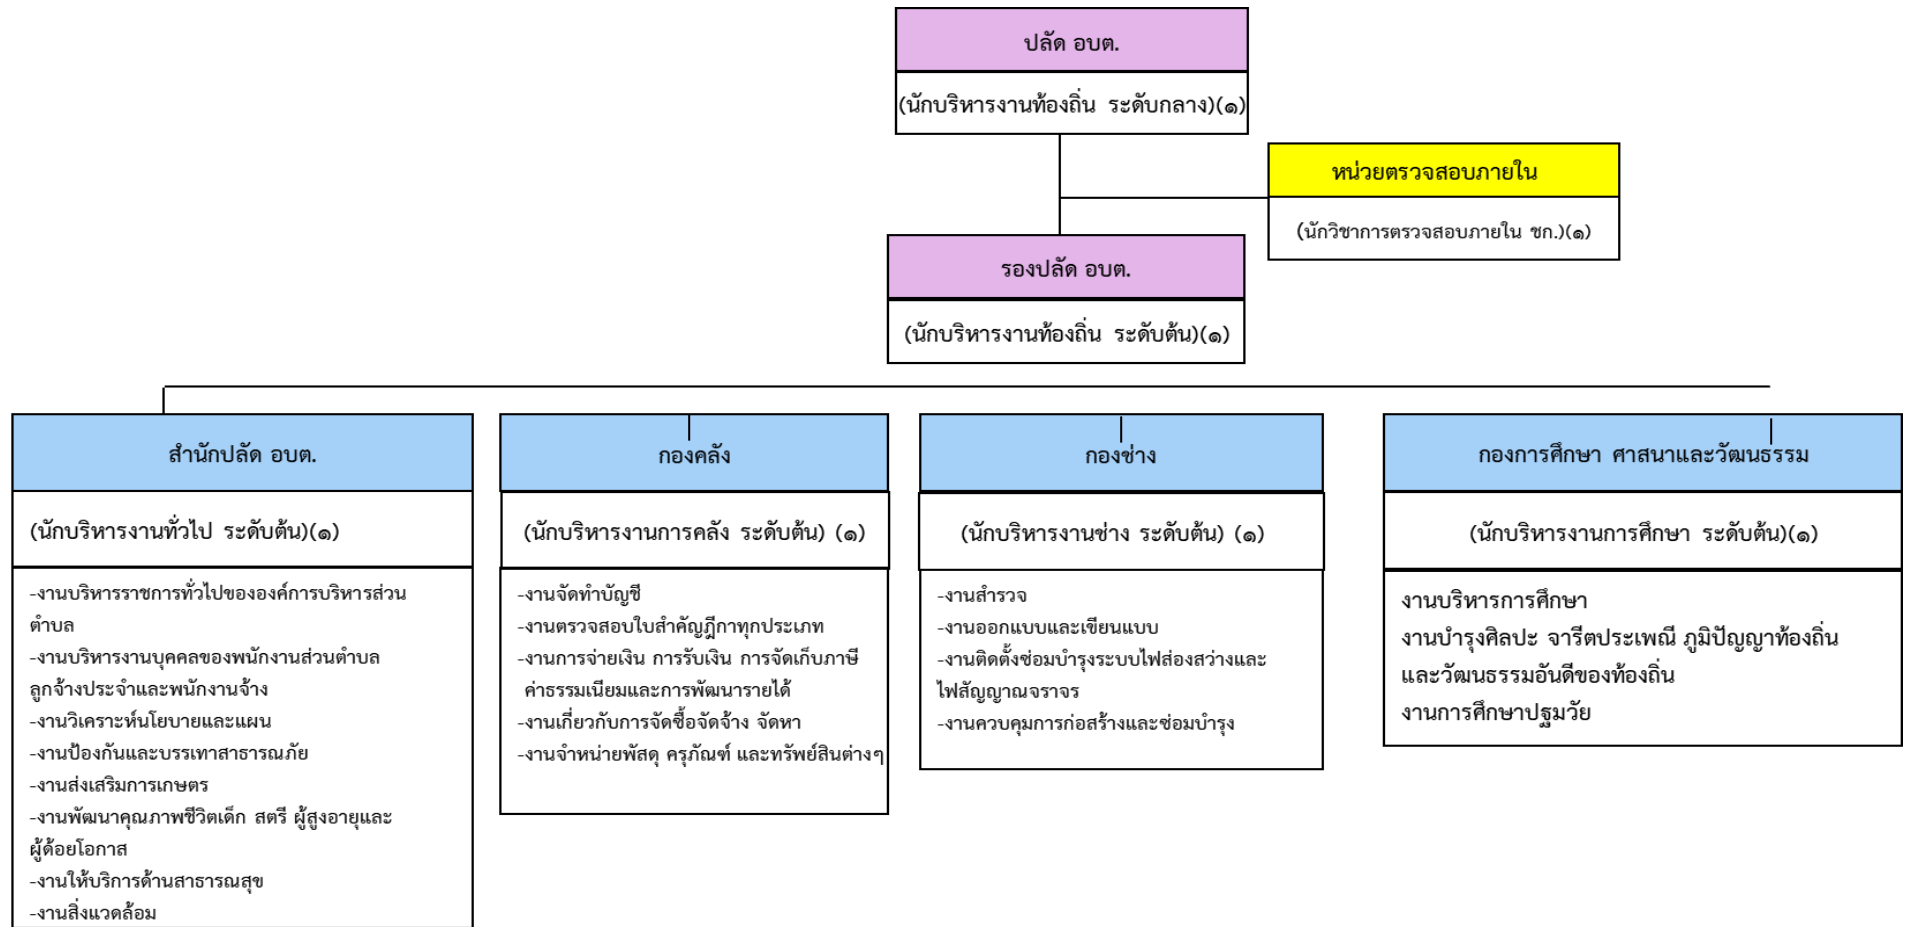 ปลัด อบต.
(นักบริหารงานท้องถิ่น ระดับกลาง)(๑)
หน่วยตรวจสอบภายใน
(นักวิชาการตรวจสอบภายใน ชก.)(๑)
รองปลัด อบต.
(นักบริหารงานท้องถิ่น ระดับต้น)(๑)
สำนักปลัด อบต.
(นักบริหารงานทั่วไป ระดับต้น)(๑)
-งานบริหารราชการทั่วไปขององค์การบริหารส่วน
ตำบล
-งานบริหารงานบุคคลของพนักงานส่วนตำบล
ลูกจ้างประจำและพนักงานจ้าง
-งานวิเคราะห์นโยบายและแผน
-งานป้องกันและบรรเทาสาธารณภัย
-งานส่งเสริมการเกษตร
-งานพัฒนาคุณภาพชีวิตเด็ก สตรี ผู้สูงอายุและ
ผู้ด้อยโอกาส
-งานให้บริการด้านสาธารณสุข
-งานสิ่งแวดล้อม
กองคลัง
(นักบริหารงานการคลัง ระดับต้น) (๑)
-งานจัดทำบัญชี
-งานตรวจสอบใบสำคัญฎีกาทุกประเภท
-งานการจ่ายเงิน การรับเงิน การจัดเก็บภาษี
ค่าธรรมเนียมและการพัฒนารายได้
-งานเกี่ยวกับการจัดซื้อจัดจ้าง จัดหา
-งานจำหน่ายพัสดุ ครุภัณฑ์ และทรัพย์สินต่างๆ
กองช่าง
(นักบริหารงานช่าง ระดับต้น) (๑)
-งานสำรวจ
-งานออกแบบและเขียนแบบ
-งานติดตั้งซ่อมบำรุงระบบไฟส่องสว่างและ
ไฟสัญญาณจราจร
-งานควบคุมการก่อสร้างและซ่อมบำรุง
กองการศึกษา ศาสนาและวัฒนธรรม
(นักบริหารงานการศึกษา ระดับต้น)(๑)
งานบริหารการศึกษา
งานบำรุงศิลปะ จารีตประเพณี ภูมิปัญญาท้องถิ่น
และวัฒนธรรมอันดีของท้องถิ่น
งานการศึกษาปฐมวัย